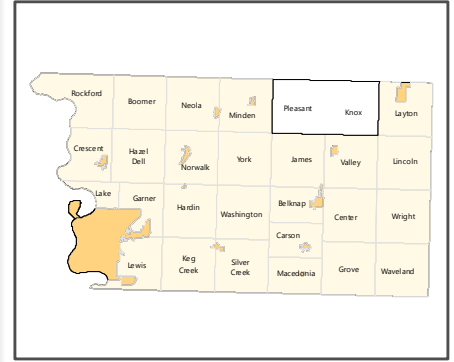 Rockford
Boomer
Neola
Minden
Pleasant
Knox
Layton
Crescent
Hazel
Dell
Norwalk
York
James
Valley
Lincoln
Lake
Garner
Hardin
Washington
Belknap
Center
Wright
Carson
Lewis
Keg
Creek
Silver
Creek
Macedonia
Grove
Waveland